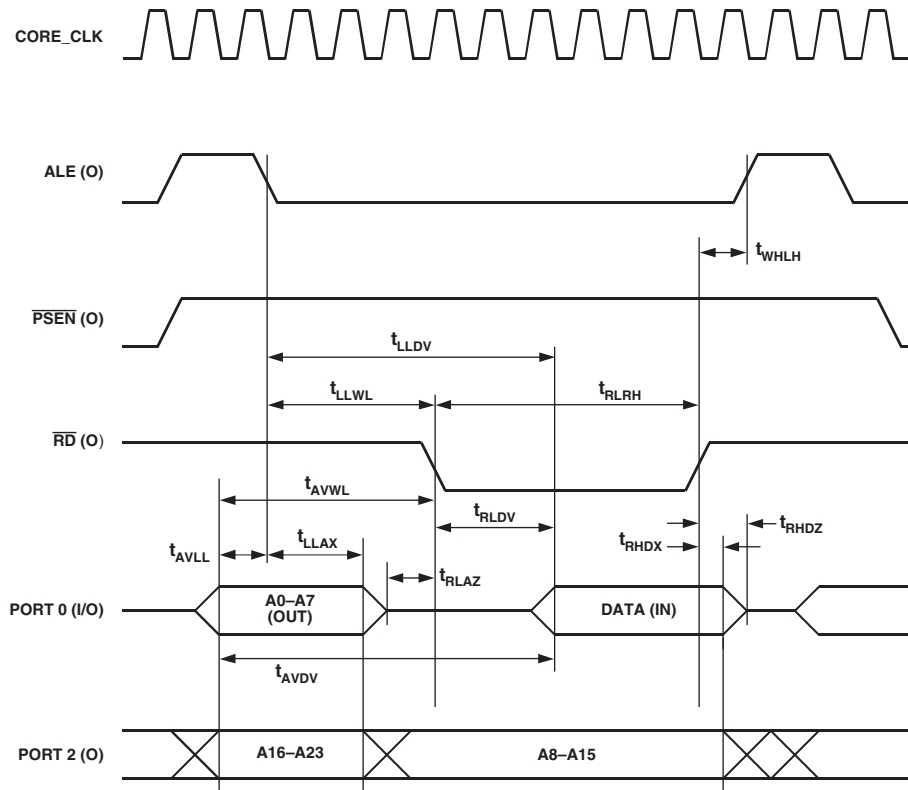 CORE_CLK
ALE (O)
tWHLH
PSEN (O)
tLLDV
tLLWL
tRLRH
RD (O)
tAVWL
tRLDV
tRHDZ
tAVLL
tLLAX
tRHDX
tRLAZ
PORT 0 (I/O)
A0–A7
(OUT)
DATA (IN)
tAVDV
PORT 2 (O)
A16–A23
A8–A15